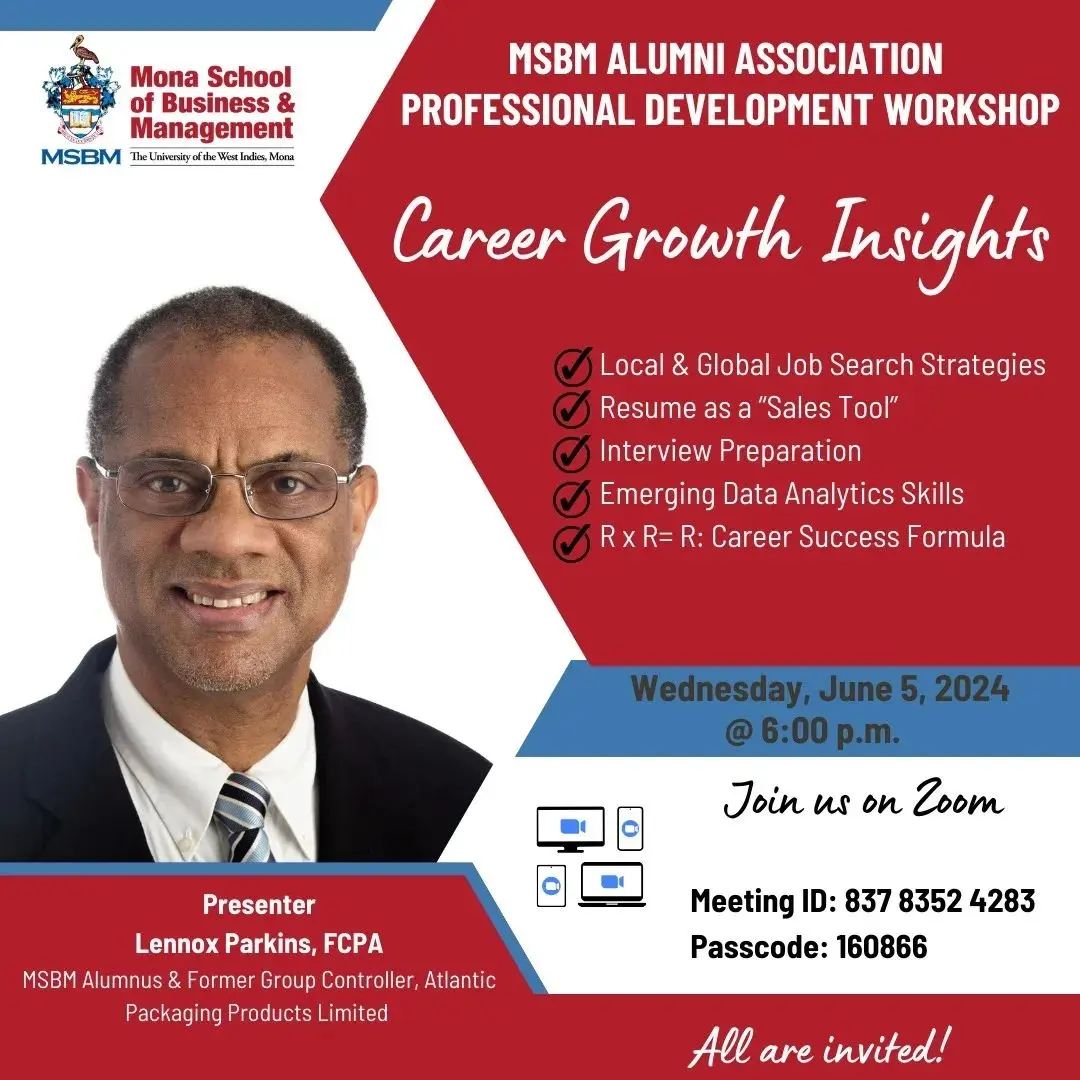 Mona School
of Business &
Management
MSBM
The University of the West Indies, Mona
MSBM ALUMNI ASSOCIATION
PROFESSIONAL DEVELOPMENT WORKSHOP
Career Growth Insights
Local & Global Job Search Strategies
Resume as a "Sales Tool"
Interview Preparation
Emerging Data Analytics Skills
R x R= R: Career Success Formula
Wednesday, June 5, 2024
@ 6:00 p.m.
Join us on Zoom
Meeting ID: 837 8352 4283
Passcode: 160866
Presenter
Lennox Parkins, FCPA
MSBM Alumnus & Former Group Controller, Atlantic
Packaging Products Limited
All are invited!